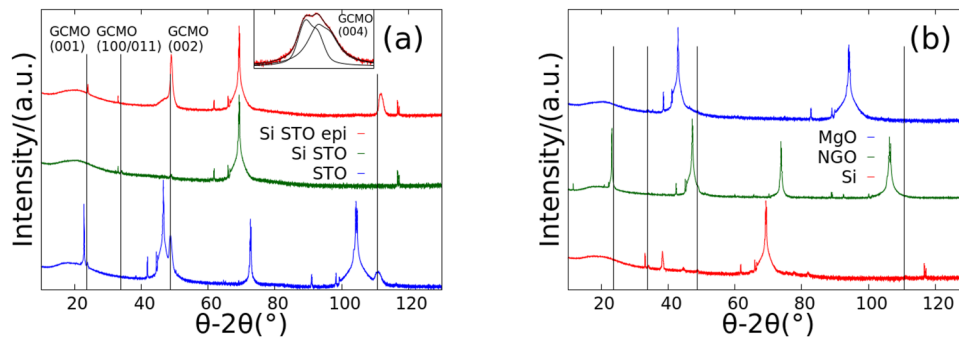 GCMO GCMO GCMO
(001) (100/011) (002)
GCMO
(004)
(a)
Si STO epi
Si STO
STO
Intensity/(a.u.)
20 40 60 80 100 120
θ-2θ(°)
(b)
MgO
NGO
Si
Intensity/(a.u.)
20 40 60 80 100 120
θ-2θ(°)